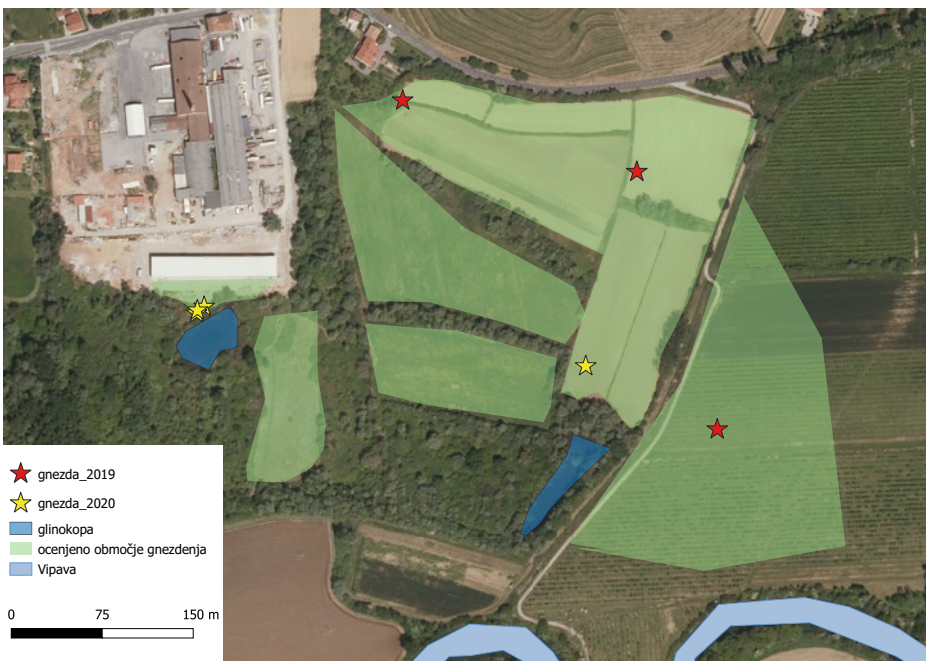 gnezda_2019
gnezda_2020
glinokopa
ocenjeno območje gnezdenja
Vipava
0 75 150 m